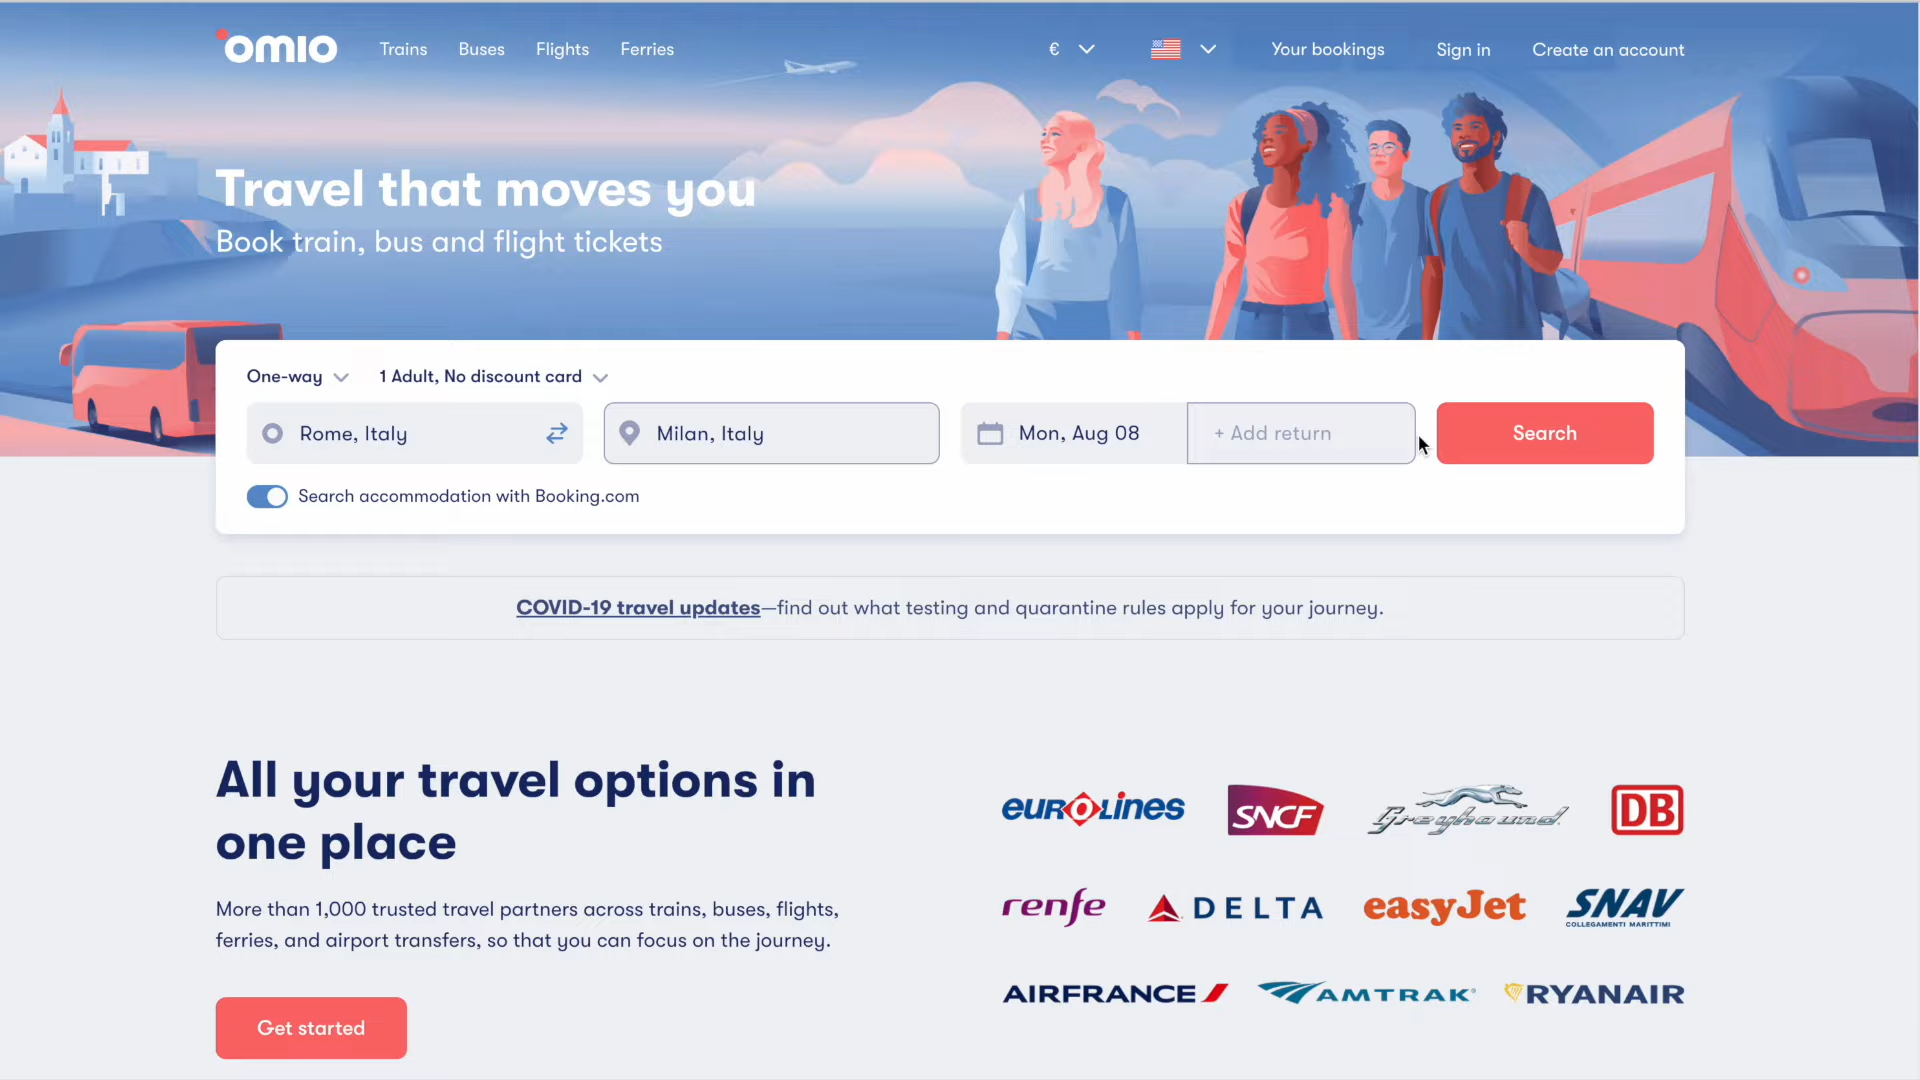 omio
Trains
Buses
Flights
Ferries
€
Your bookings
Sign in
Create an account
Travel that moves you
Book train, bus and flight tickets
One-way
1 Adult, No discount card
Rome, Italy
Milan, Italy
Mon, Aug 08
+ Add return
Search
Search accommodation with Booking.com
COVID-19 travel updates—find out what testing and quarantine rules apply for your journey.
All your travel options in
one place
More than 1,000 trusted travel partners across trains, buses, flights,
ferries, and airport transfers, so that you can focus on the journey.
Get started
eurolines
SNCF
Greyhound
DB
renfe
DELTA
easyJet
SNAV
COLLEGAMENTI MARITTIMI
AIRFRANCE
AMTRAK
RYANAIR